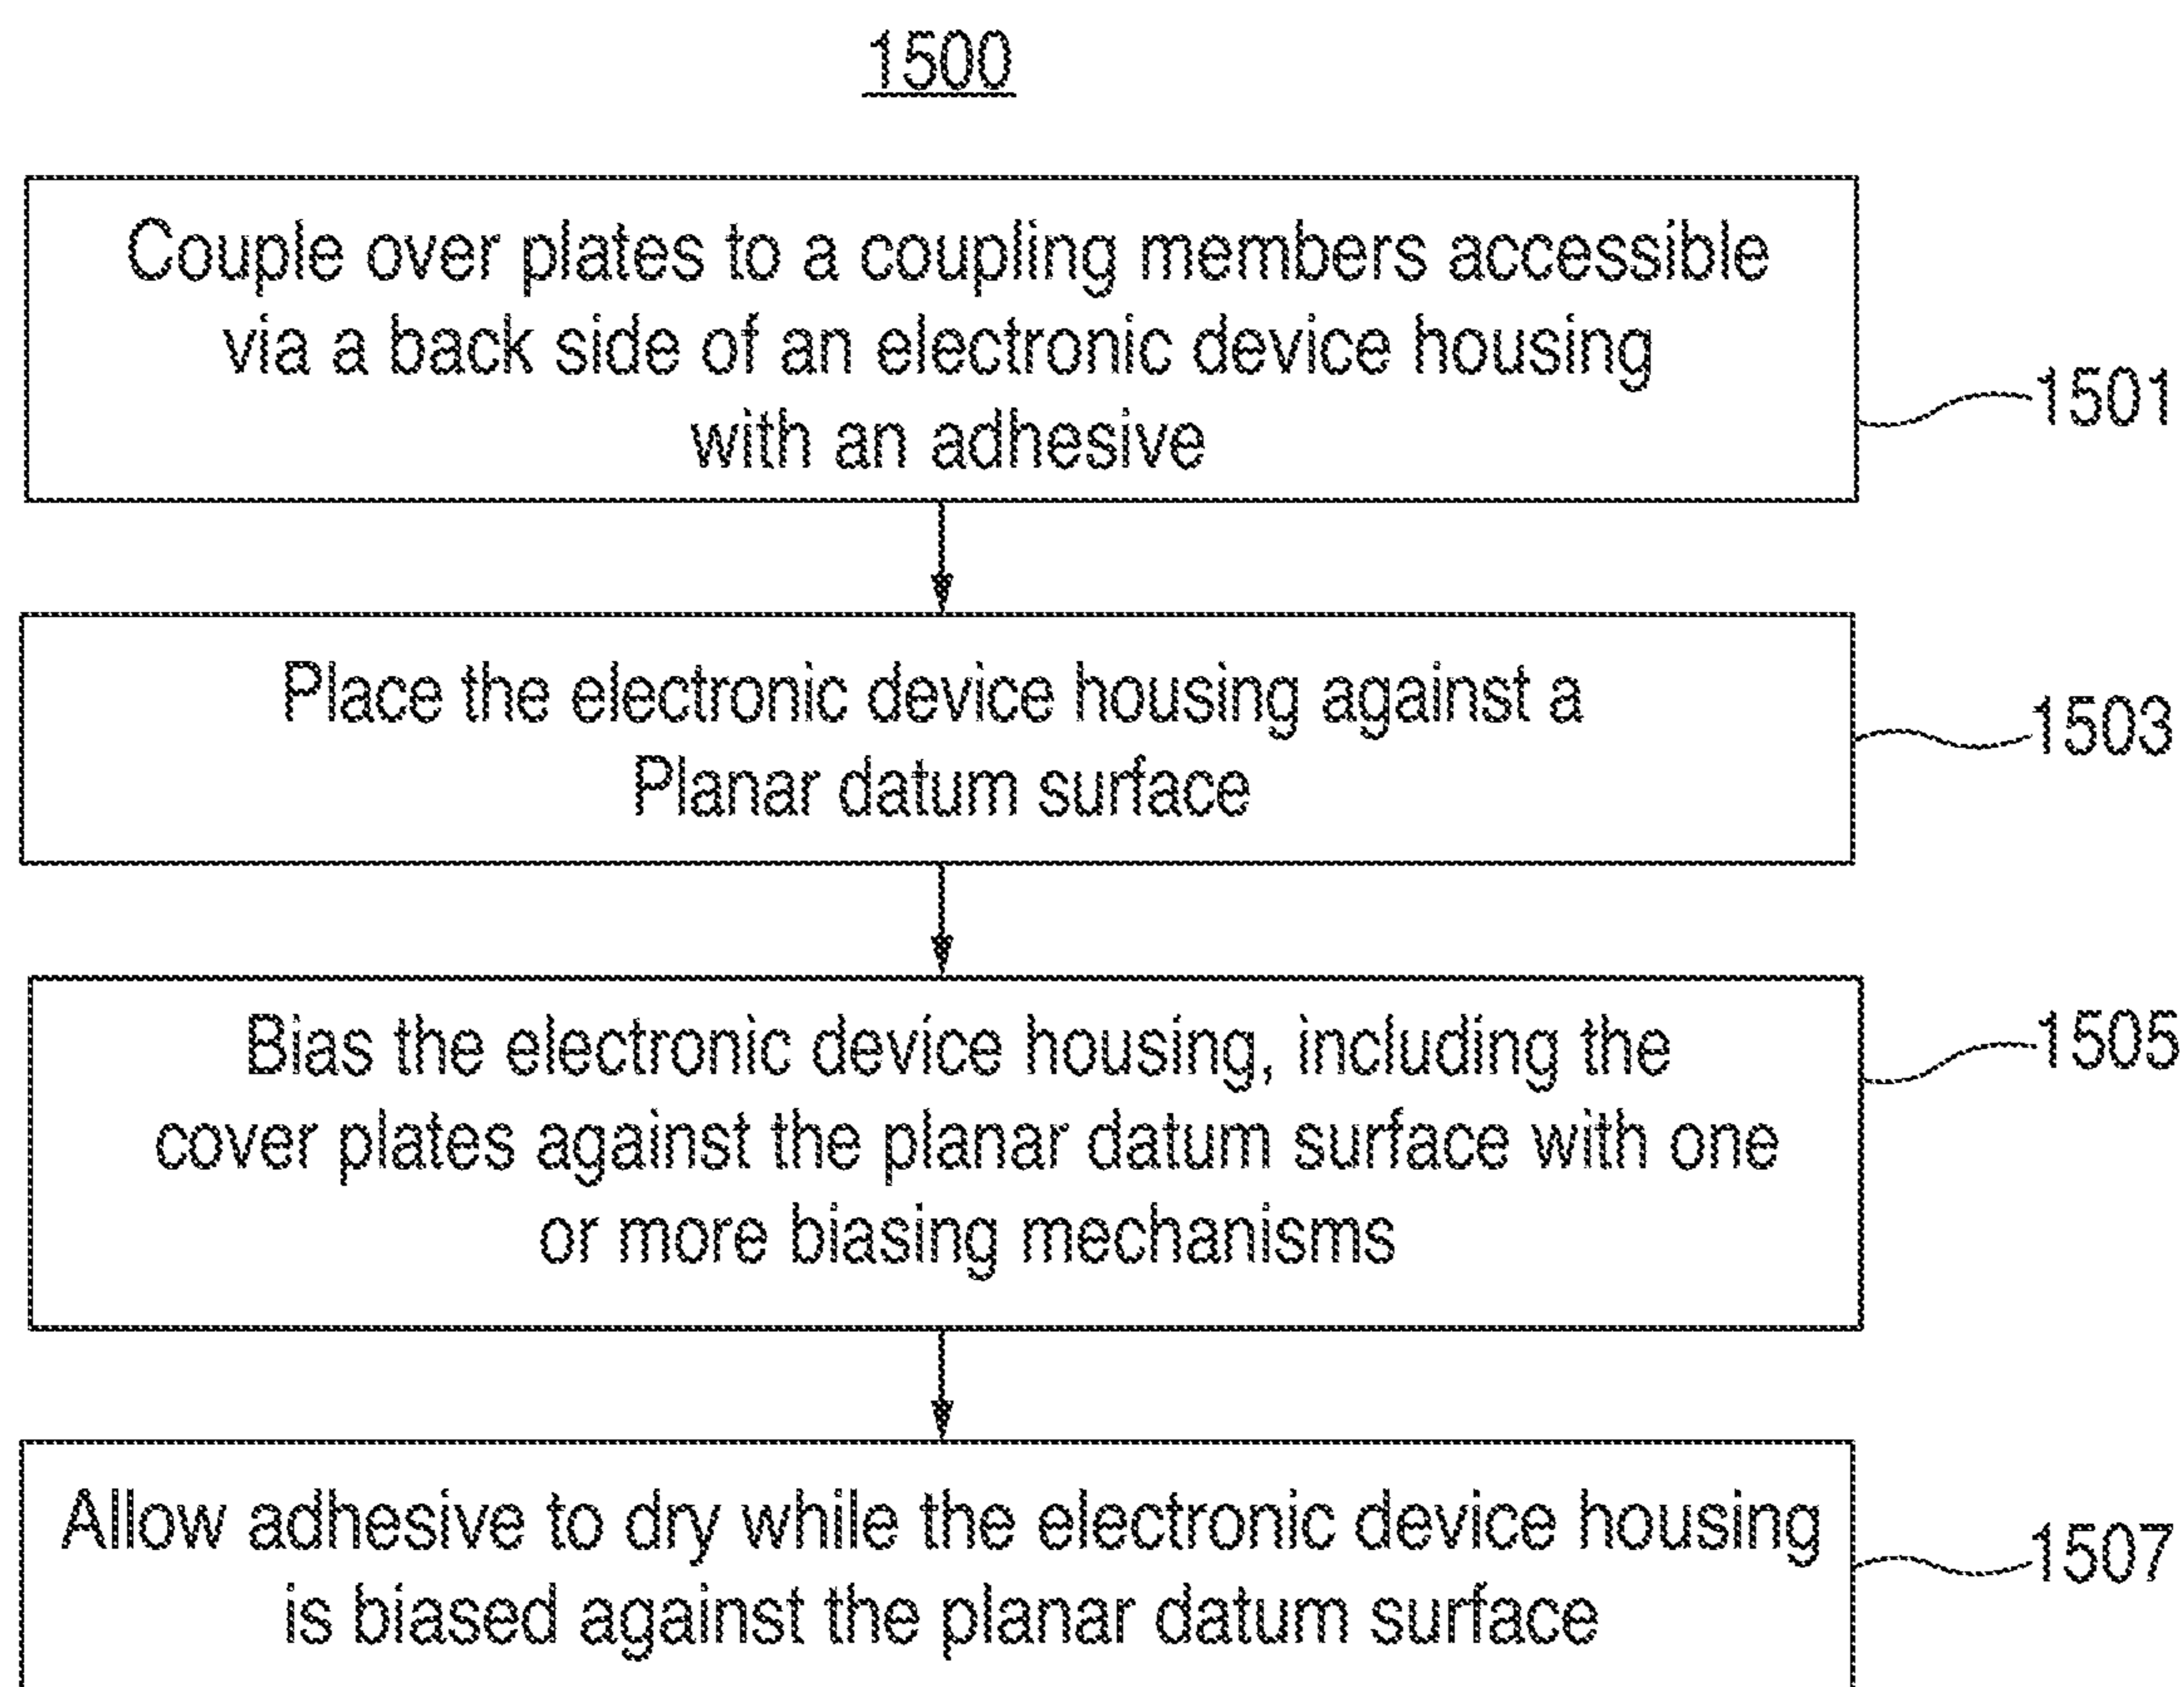 1500
Couple over plates to a coupling members accessible
via a back side of an electronic device housing
with an adhesive
1501
Place the electronic device housing against a
Planar datum surface
1503
Bias the electronic device housing, including the
cover plates against the planar datum surface with one
or more biasing mechanisms
1505
Allow adhesive to dry while the electronic device housing
is biased against the planar datum surface
1507